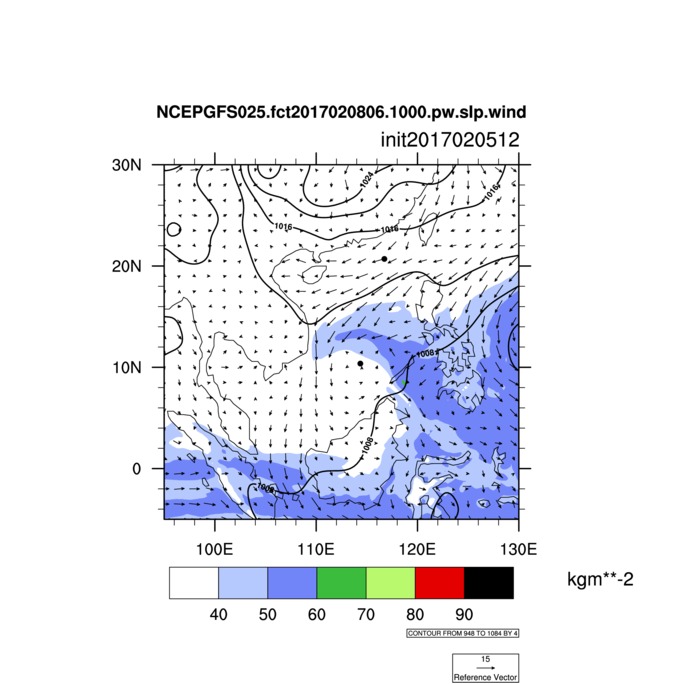 NCEPGFS025.fct2017020806.1000.pw.slp.wind
init2017020512
30N
20N
10N
0
1024
1016
1016
1016
1008
1008
1008
100E 110E 120E 130E
40 50 60 70 80 90
kgm**-2
CONTOUR FROM 948 TO 1084 BY 4
15
Reference Vector